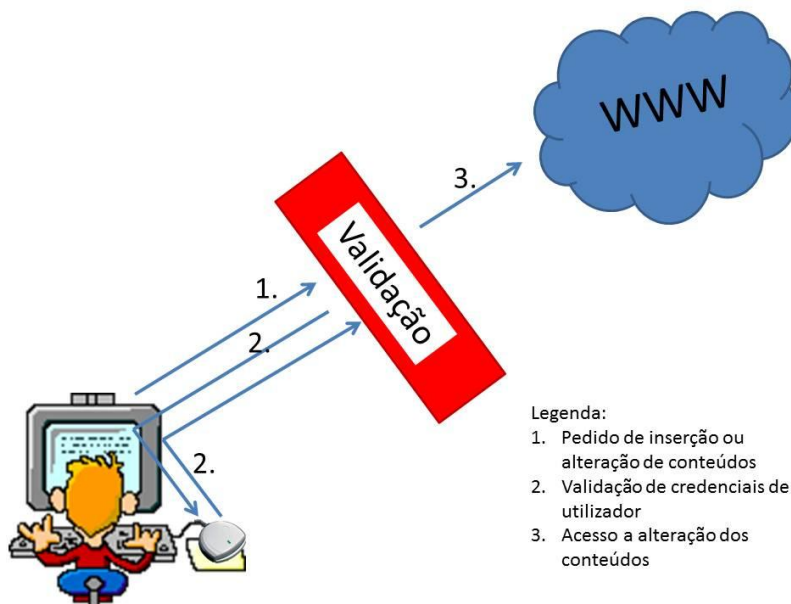 WWW
3.
Validação
1.
2.
2.
Legenda:
1. Pedido de inserção ou
alteração de conteúdos
2. Validação de credenciais de
utilizador
3. Acesso a alteração dos
conteúdos